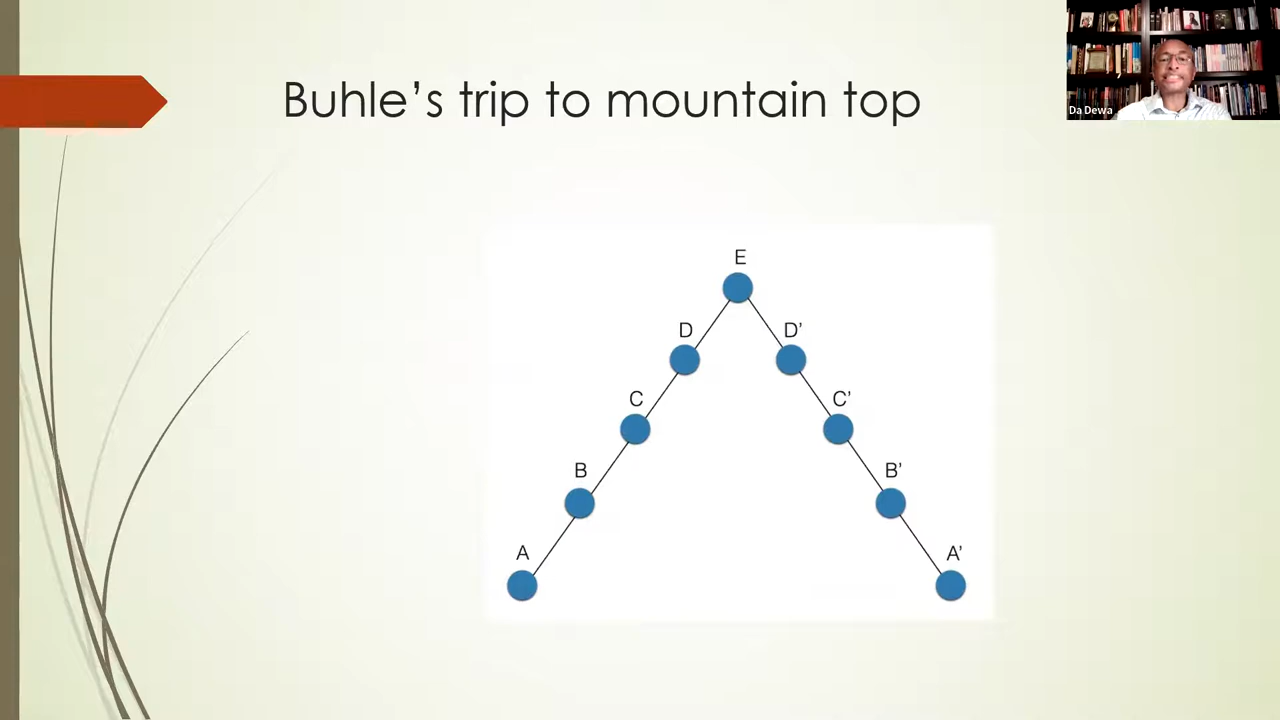 Buhle’s trip to mountain top
Da Dewa
E
D
D’
C
C’
B
B’
A
A’